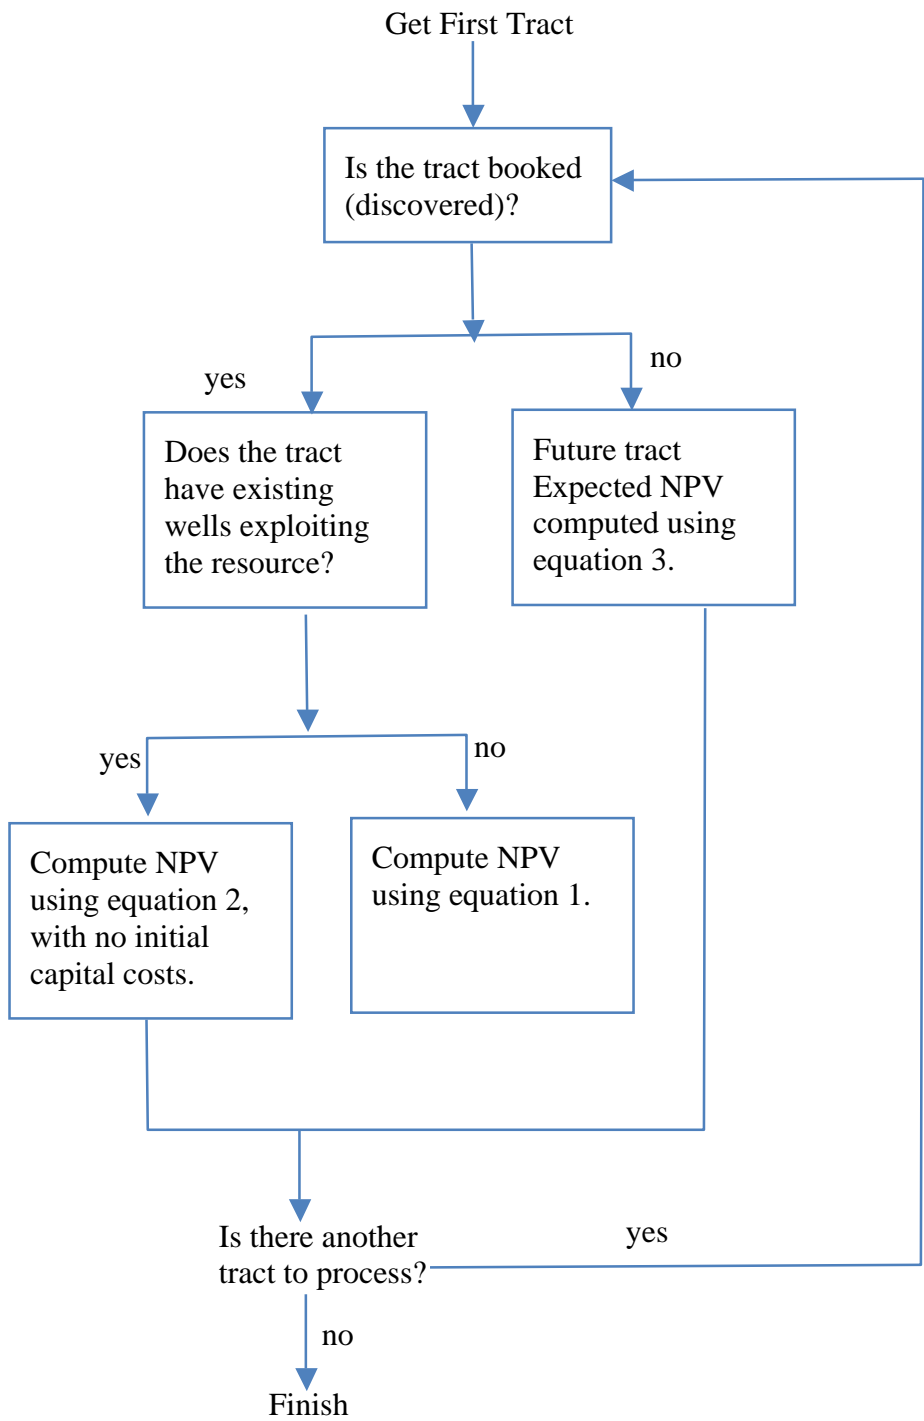 Get First Tract
Is the tract booked
(discovered)?
yes
no
Does the tract
have existing
wells exploiting
the resource?
Future tract
Expected NPV
computed using
equation 3.
yes
no
Compute NPV
using equation 2,
with no initial
capital costs.
Compute NPV
using equation 1.
Is there another
tract to process?
yes
no
Finish